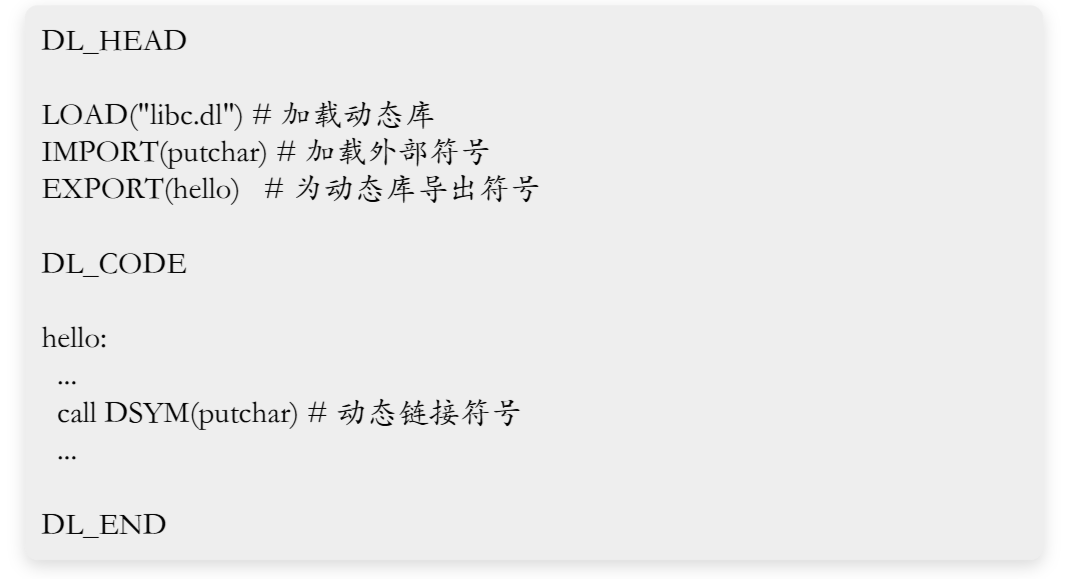 DL_HEAD
LOAD("libc.dl") # 加载动态库
IMPORT(putchar) # 加载外部符号
EXPORT(hello)   # 为动态库导出符号
DL_CODE
hello:
  ...
  call DSYM(putchar) # 动态链接符号
  ...
DL_END